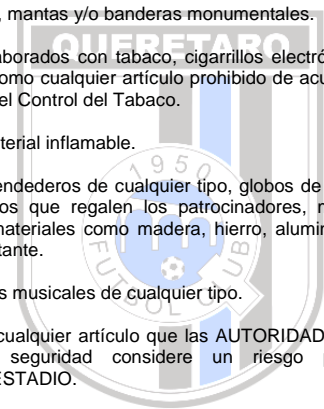 , mantas y/o banderas monumentales.
aborados con tabaco, cigarrillos electró
omo cualquier artículo prohibido de acu
el Control del Tabaco.
terial inflamable.
endederos de cualquier tipo, globos de
os que regalen los patrocinadores, n
materiales como madera, hierro, alumin
tante.
s musicales de cualquier tipo.
cualquier artículo que las AUTORIDAD
seguridad considere un riesgo p
ESTADIO.
QUERETARO
1950
FUTBOL CLUB